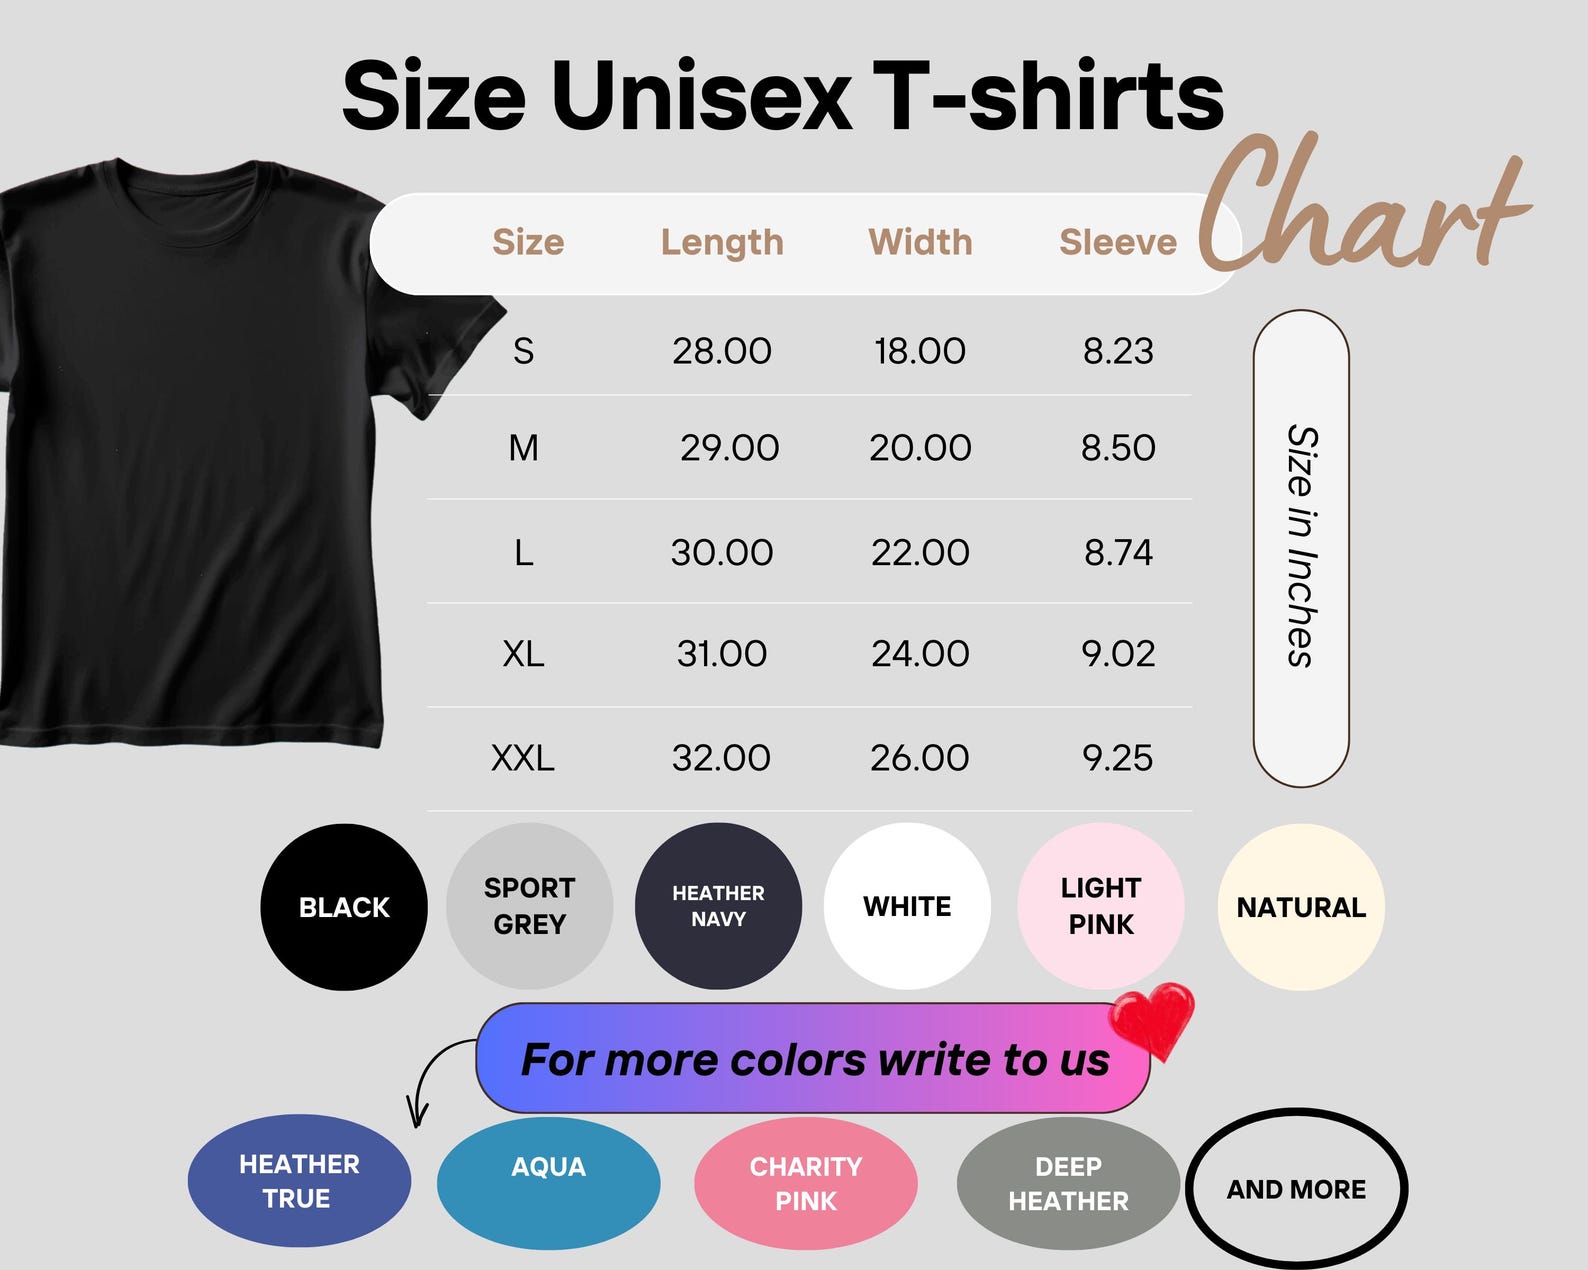 Size Unisex T-shirts
Chart
Size Length Width Sleeve
S 28.00 18.00 8.23
M 29.00 20.00 8.50
L 30.00 22.00 8.74
XL 31.00 24.00 9.02
XXL 32.00 26.00 9.25
Size in Inches
BLACK
SPORT
GREY
HEATHER
NAVY
WHITE
LIGHT
PINK
NATURAL
For more colors write to us
HEATHER
TRUE
AQUA
CHARITY
PINK
DEEP
HEATHER
AND MORE